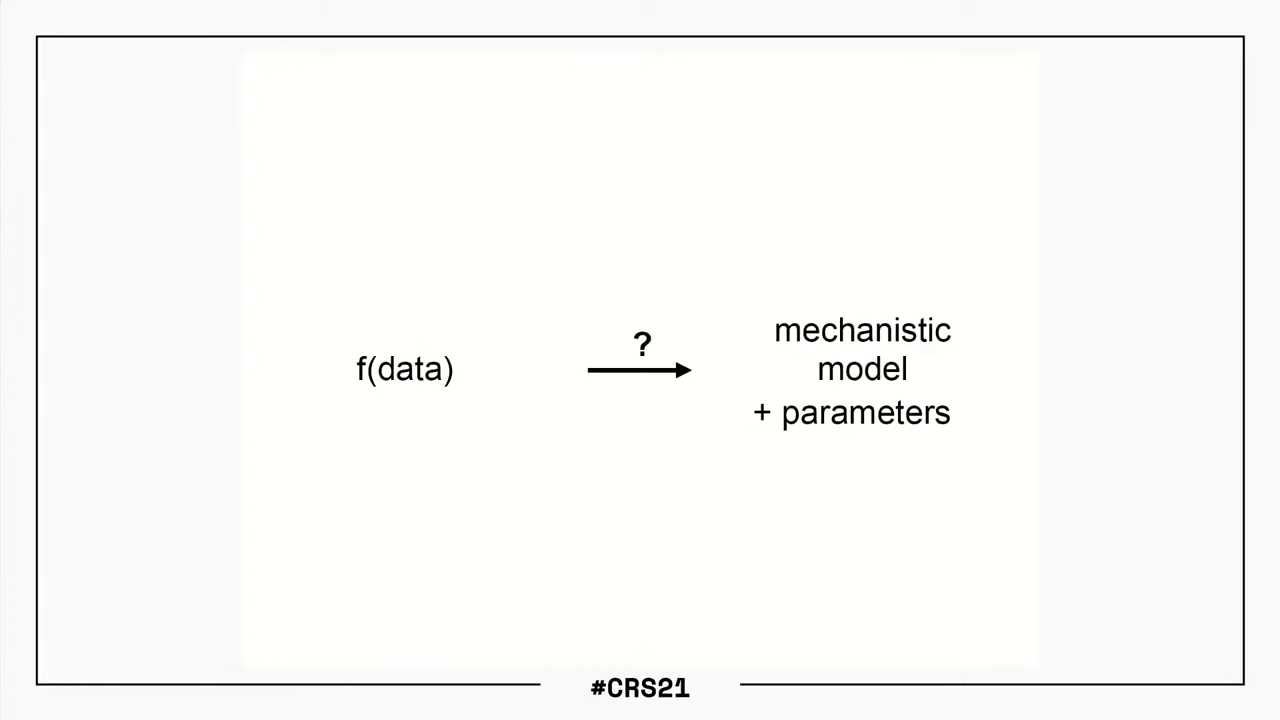 f(data)
?
mechanistic
model
+ parameters
#CRS21